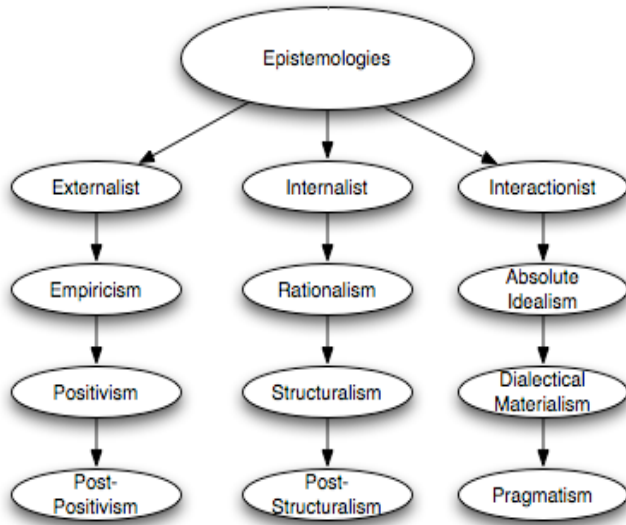 Epistemologies
Externalist
Internalist
Interactionist
Empiricism
Rationalism
Absolute
Idealism
Positivism
Structuralism
Dialectical
Materialism
Post-
Positivism
Post-
Structuralism
Pragmatism